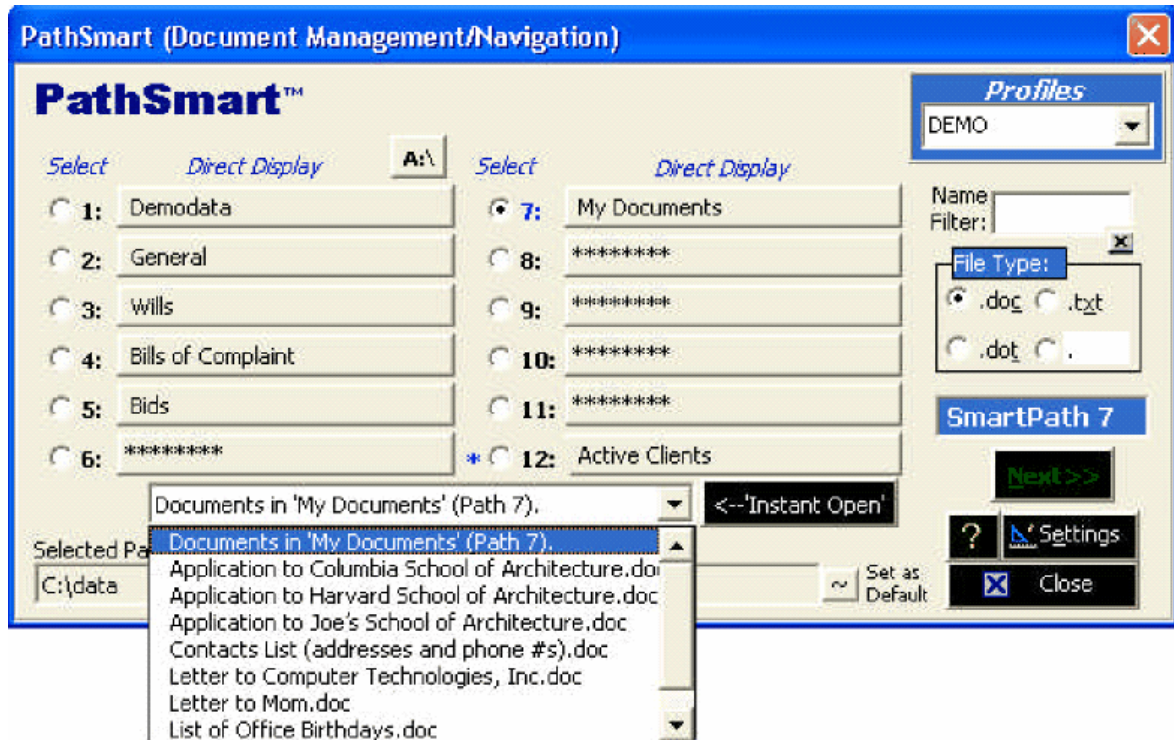 PathSmart (Document Management/Navigation)
PathSmart™
Profiles
DEMO
Select Direct Display A:\ Select Direct Display
1: Demodata 7: My Documents
2: General 8: ********
3: Wills 9: ********
4: Bills of Complaint 10: ********
5: Bids 11: ********
6: ******** * 12: Active Clients
Name
Filter:
File Type:
.doc .txt
.dot .
SmartPath 7
Next>>
? Settings
Close
Documents in 'My Documents' (Path 7). <--'Instant Open'
Selected Pa
C:\data
~ Set as
Default
Documents in 'My Documents' (Path 7).
Application to Columbia School of Architecture.do
Application to Harvard School of Architecture.doc
Application to Joe's School of Architecture.doc
Contacts List (addresses and phone #s).doc
Letter to Computer Technologies, Inc.doc
Letter to Mom.doc
List of Office Birthdays.doc